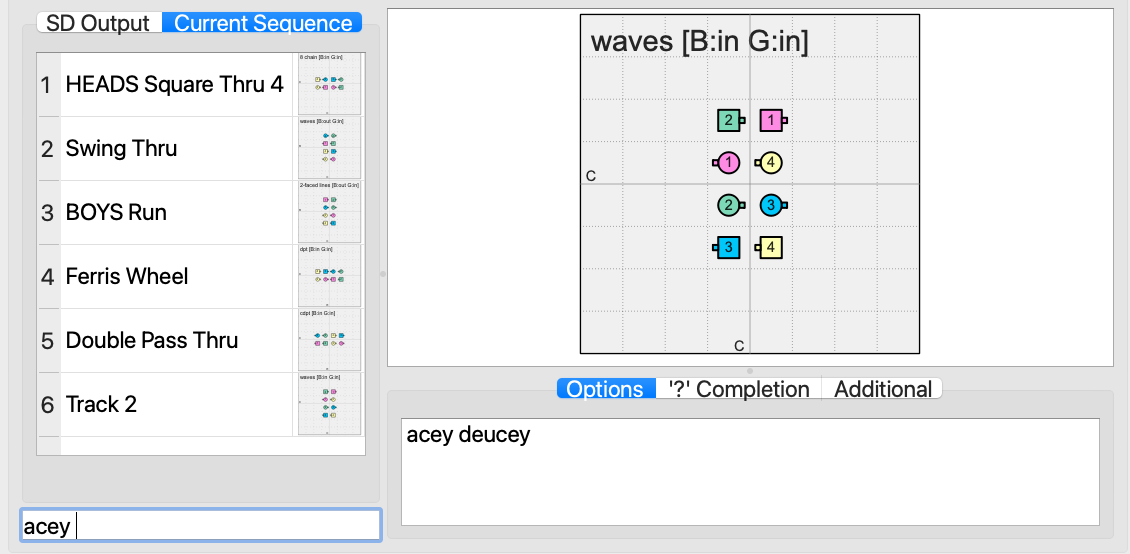 SD Output Current Sequence
1 HEADS Square Thru 4
8 chain [B:in G:in]
2 Swing Thru
waves [B:out G:in]
3 BOYS Run
2-faced lines [B:out G:in]
4 Ferris Wheel
dpt [B:in G:in]
5 Double Pass Thru
cdpt [B:in G:in]
6 Track 2
waves [B:in G:in]
acey
waves [B:in G:in]
2 1
1 4
C
2 3
3 4
C
Options '?' Completion Additional
acey deucey